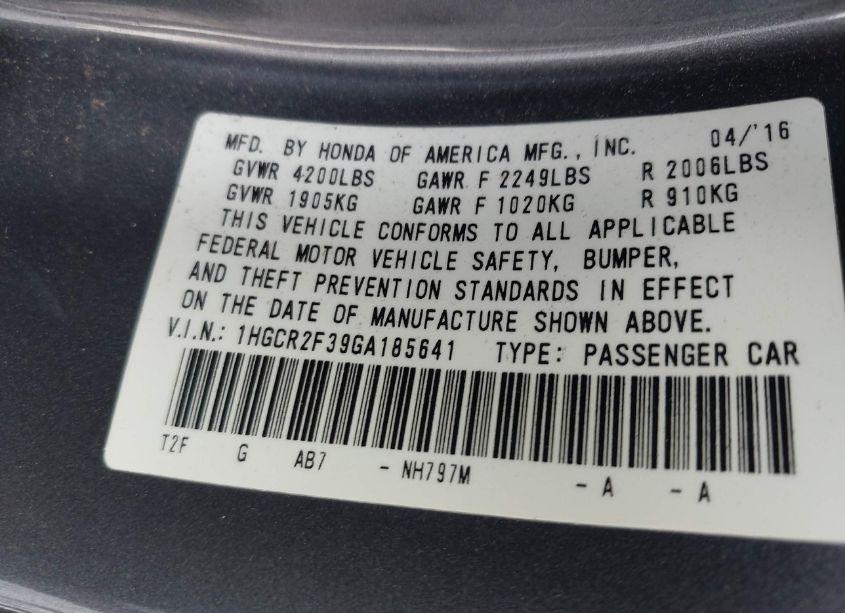 MFD. BY HONDA OF AMERICA MFG., INC. 04/'16
GVWR 4200LBS GAWR F 2249LBS R 2006LBS
GVWR 1905KG GAWR F 1020KG R 910KG
THIS VEHICLE CONFORMS TO ALL APPLICABLE
FEDERAL MOTOR VEHICLE SAFETY, BUMPER,
AND THEFT PREVENTION STANDARDS IN EFFECT
ON THE DATE OF MANUFACTURE SHOWN ABOVE.
V.I.N.: 1HGCR2F39GA185641 TYPE: PASSENGER CAR
T2F G AB7 - NH797M - A - A